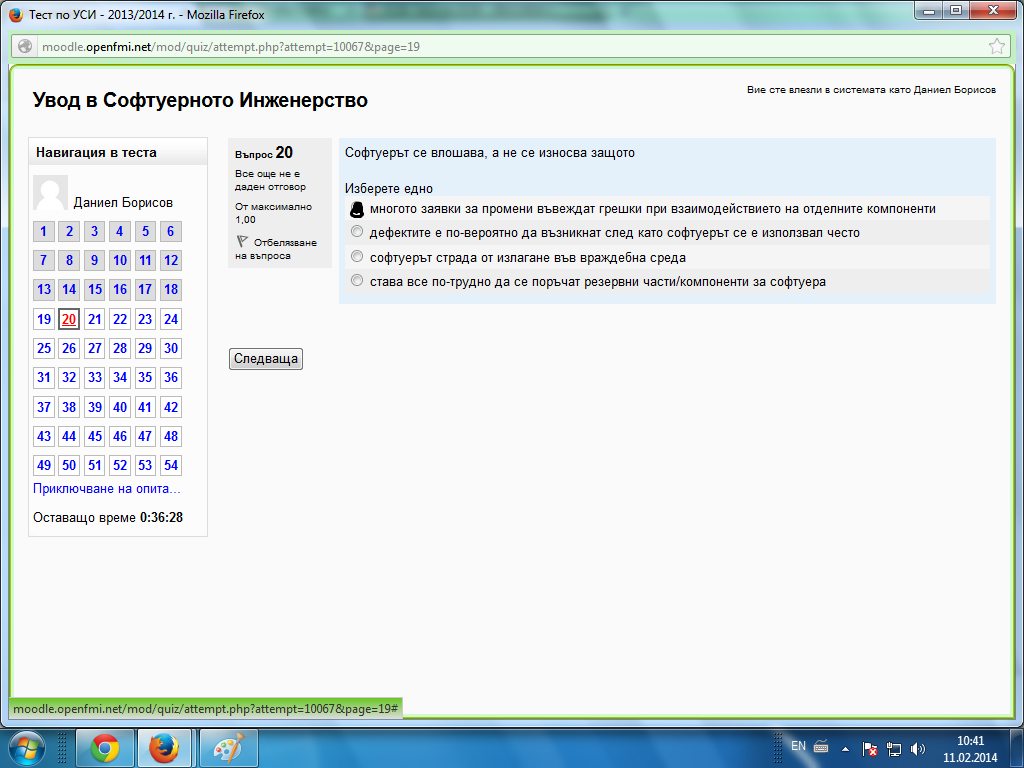 Тест по УСИ - 2013/2014 г. - Mozilla Firefox
moodle.openfmi.net/mod/quiz/attempt.php?attempt=10067&page=19
Увод в Софтуерното Инженерство
Вие сте влезли в системата като Даниел Борисов
Навигация в теста
Даниел Борисов
1 2 3 4 5 6
7 8 9 10 11 12
13 14 15 16 17 18
19 20 21 22 23 24
25 26 27 28 29 30
31 32 33 34 35 36
37 38 39 40 41 42
43 44 45 46 47 48
49 50 51 52 53 54
Приключване на опита...
Оставащо време 0:36:28
Въпрос 20
Все още не е
даден отговор
От максимално
1,00
Отбелязване
на въпроса
Софтуерът се влошава, а не се износва защото
Изберете едно
многото заявки за промени въвеждат грешки при взаимодействието на отделните компоненти
дефектите е по-вероятно да възникнат след като софтуерът се е използвал често
софтуерът страда от излагане във враждебна среда
става все по-трудно да се поръчат резервни части/компоненти за софтуера
Следваща
moodle.openfmi.net/mod/quiz/attempt.php?attempt=10067&page=19#
EN
10:41
11.02.2014